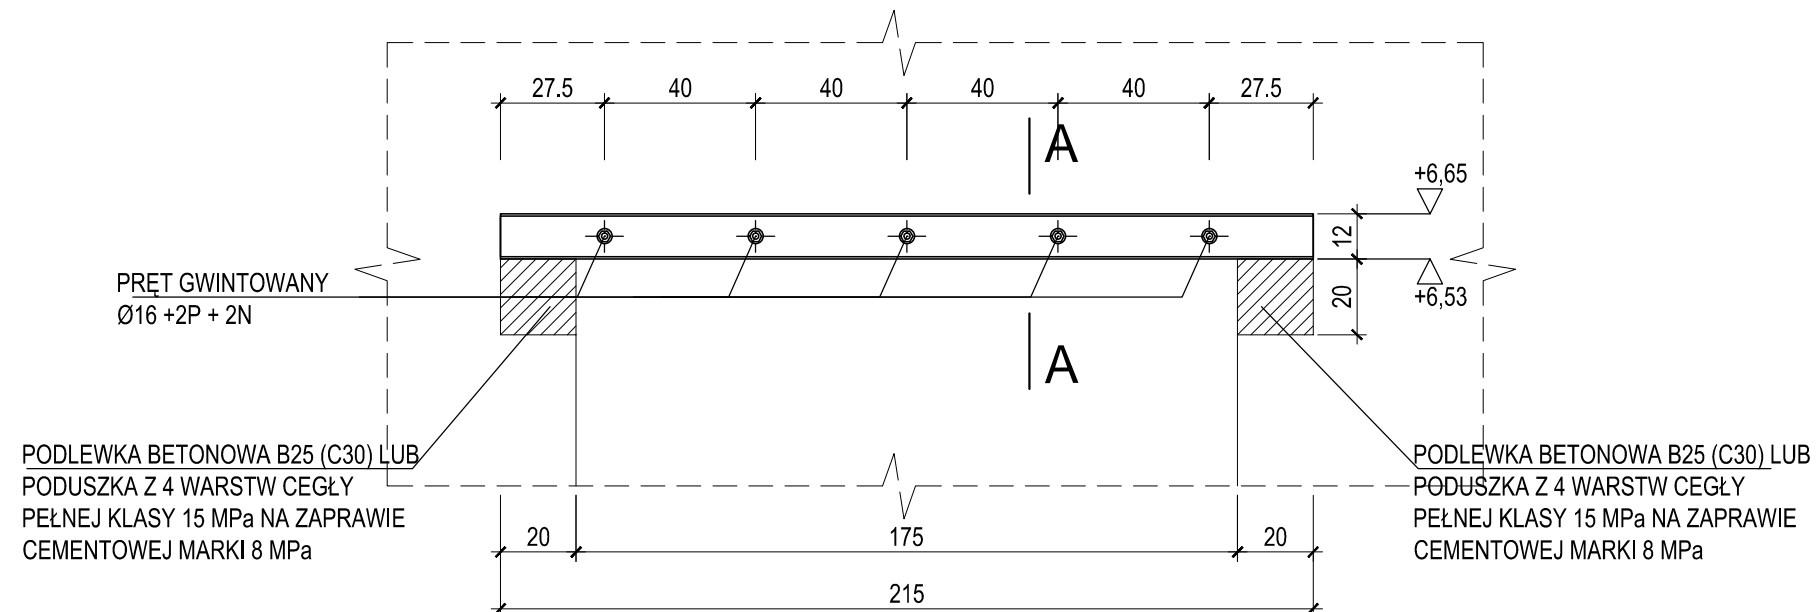 27.5 40 40 40 40 27.5
A
+6,65
12
PRĘT GWINTOWANY
Ø16 +2P + 2N
20
+6,53
A
PODLEWKA BETONOWA B25 (C30) LUB
PODUSZKA Z 4 WARSTW CEGŁY
PEŁNEJ KLASY 15 MPa NA ZAPRAWIE
CEMENTOWEJ MARKI 8 MPa
PODLEWKA BETONOWA B25 (C30) LUB
PODUSZKA Z 4 WARSTW CEGŁY
PEŁNEJ KLASY 15 MPa NA ZAPRAWIE
CEMENTOWEJ MARKI 8 MPa
20 175 20
215